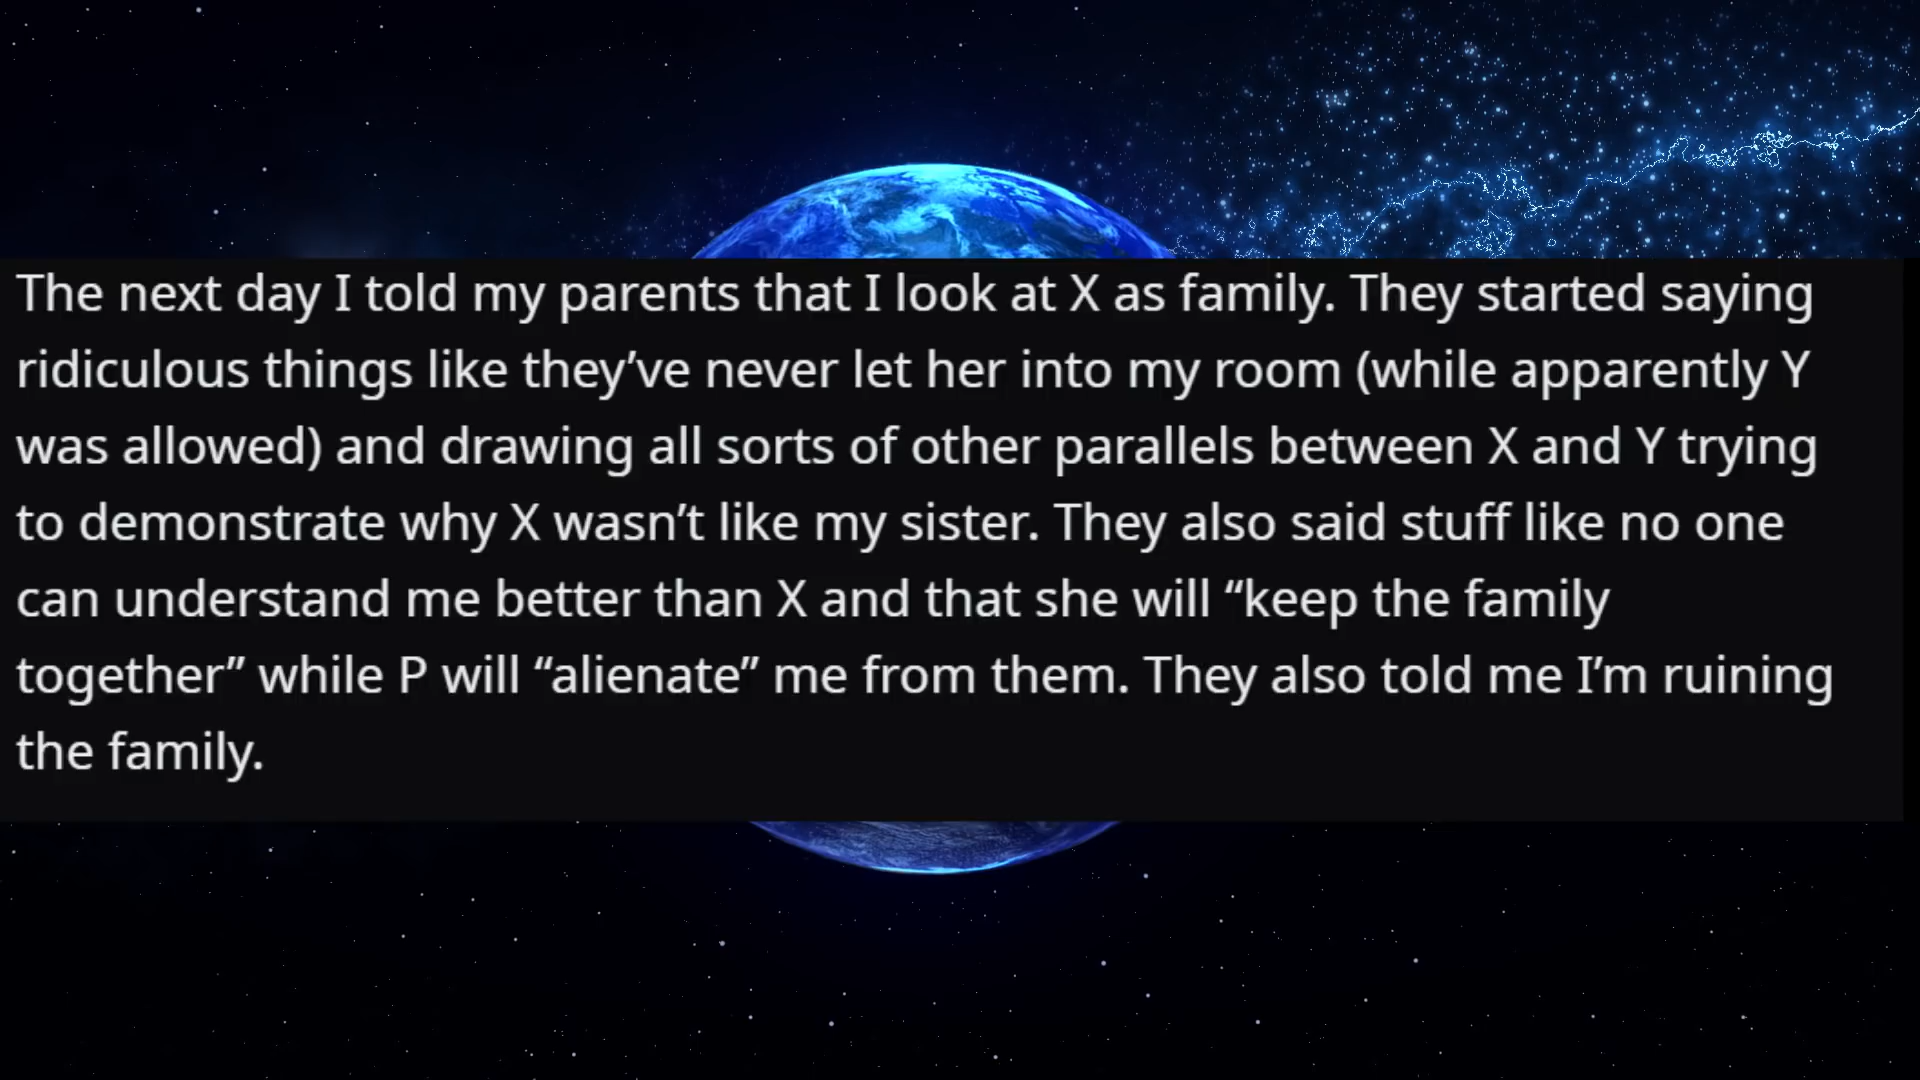 The next day I told my parents that I look at X as family. They started saying
ridiculous things like they’ve never let her into my room (while apparently Y
was allowed) and drawing all sorts of other parallels between X and Y trying
to demonstrate why X wasn’t like my sister. They also said stuff like no one
can understand me better than X and that she will “keep the family
together” while P will “alienate” me from them. They also told me I’m ruining
the family.